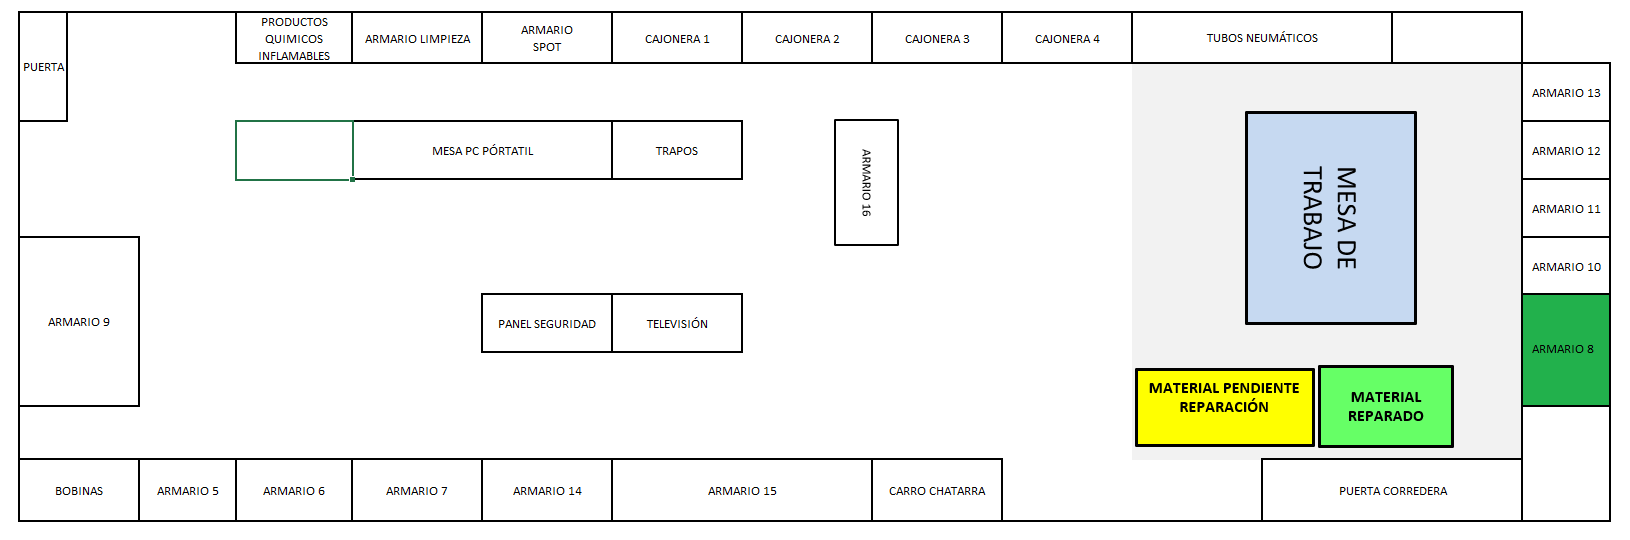 PUERTA
PRODUCTOS
QUIMICOS
INFLAMABLES
ARMARIO LIMPIEZA
ARMARIO
SPOT
CAJONERA 1
CAJONERA 2
CAJONERA 3
CAJONERA 4
TUBOS NEUMÁTICOS
ARMARIO 13
ARMARIO 12
ARMARIO 11
ARMARIO 10
ARMARIO 8
MESA PC PÓRTATIL
TRAPOS
ARMARIO 16
MESA DE
TRABAJO
ARMARIO 9
PANEL SEGURIDAD
TELEVISIÓN
MATERIAL PENDIENTE
REPARACIÓN
MATERIAL
REPARADO
BOBINAS
ARMARIO 5
ARMARIO 6
ARMARIO 7
ARMARIO 14
ARMARIO 15
CARRO CHATARRA
PUERTA CORREDERA